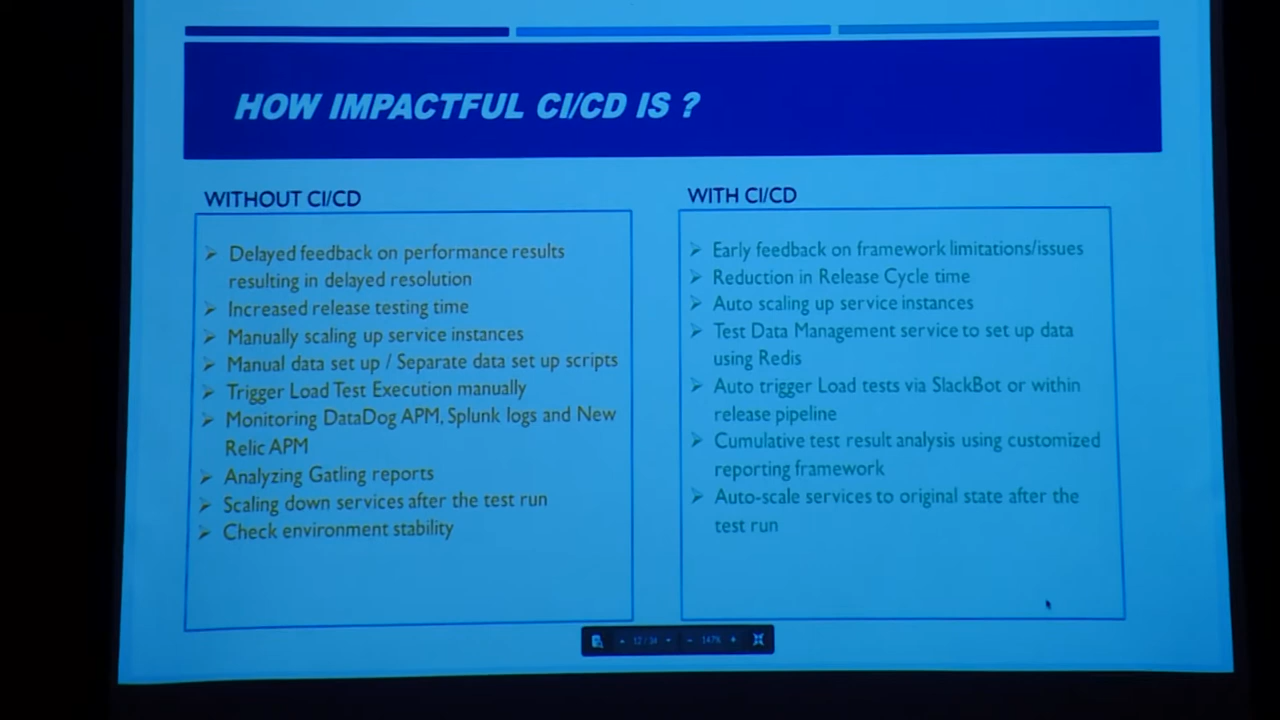 HOW IMPACTFUL CI/CD IS ?
WITHOUT CI/CD
Delayed feedback on performance results
resulting in delayed resolution
Increased release testing time
Manually scaling up service instances
Manual data set up / Separate data set up scripts
Trigger Load Test Execution manually
Monitoring DataDog APM, Splunk logs and New
Relic APM
Analyzing Gatling reports
Scaling down services after the test run
Check environment stability
WITH CI/CD
Early feedback on framework limitations/issues
Reduction in Release Cycle time
Auto scaling up service instances
Test Data Management service to set up data
using Redis
Auto trigger Load tests via SlackBot or within
release pipeline
Cumulative test result analysis using customized
reporting framework
Auto-scale services to original state after the
test run
147%